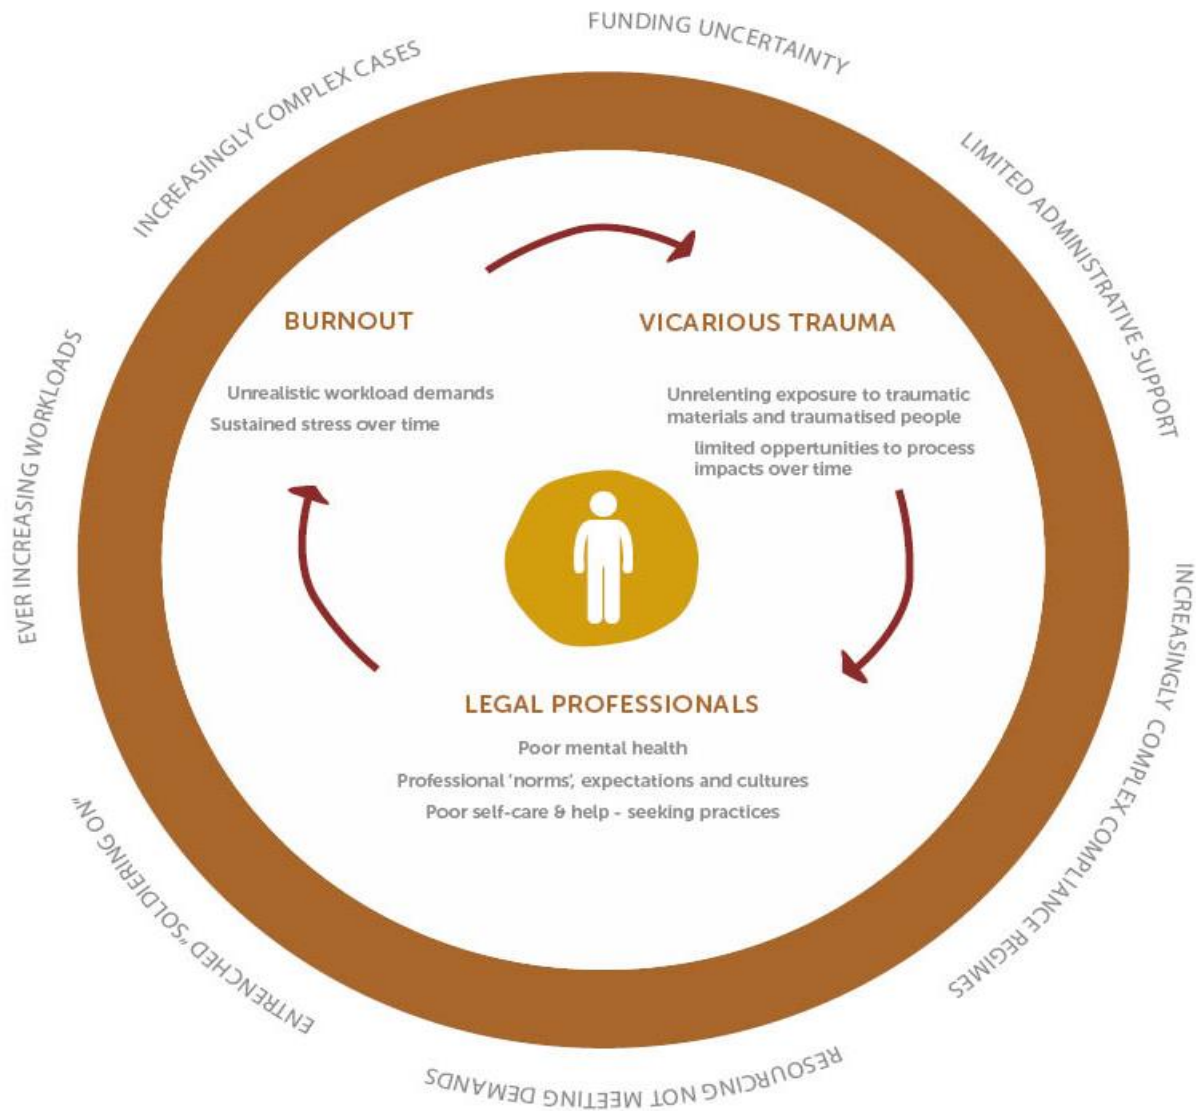 FUNDING UNCERTAINTY
LIMITED ADMINISTRATIVE SUPPORT
INCREASINGLY COMPLEX COMPLIANCE REGIMES
RESOURCING NOT MEETING DEMANDS
ENTRENCHED "SOLDIERING ON"
EVER INCREASING WORKLOADS
INCREASINGLY COMPLEX CASES
BURNOUT
Unrealistic workload demands
Sustained stress over time
VICARIOUS TRAUMA
Unrelenting exposure to traumatic
materials and traumatised people
limited oppertunities to process
impacts over time
LEGAL PROFESSIONALS
Poor mental health
Professional 'norms', expectations and cultures
Poor self-care & help - seeking practices